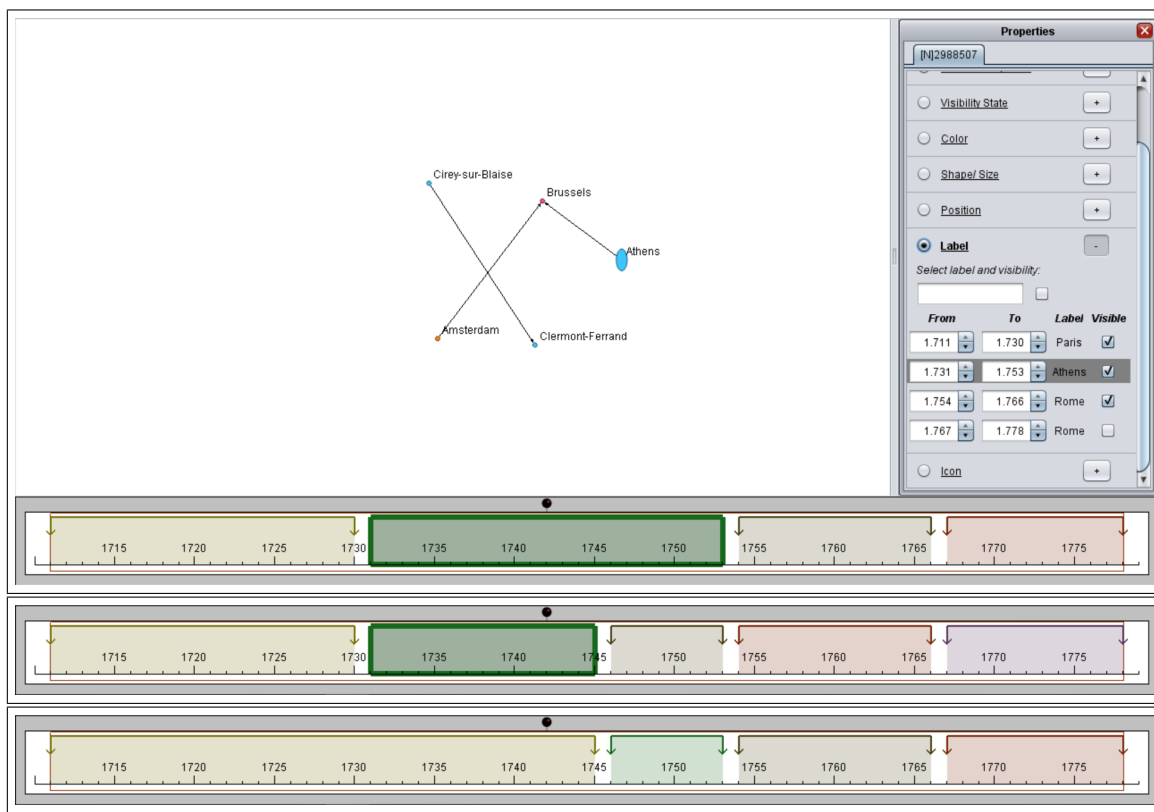 Properties
[N]2988507
+
Visibility State +
Color +
Shape/ Size +
Position +
Label -
Select label and visibility:
From To Label Visible
1.711 1.730 Paris
1.731 1.753 Athens
1.754 1.766 Rome
1.767 1.778 Rome
Icon +
Cirey-sur-Blaise
Brussels
Athens
Amsterdam
Clermont-Ferrand
1715 1720 1725 1730 1735 1740 1745 1750 1755 1760 1765 1770 1775
1715 1720 1725 1730 1735 1740 1745 1750 1755 1760 1765 1770 1775
1715 1720 1725 1730 1735 1740 1745 1750 1755 1760 1765 1770 1775